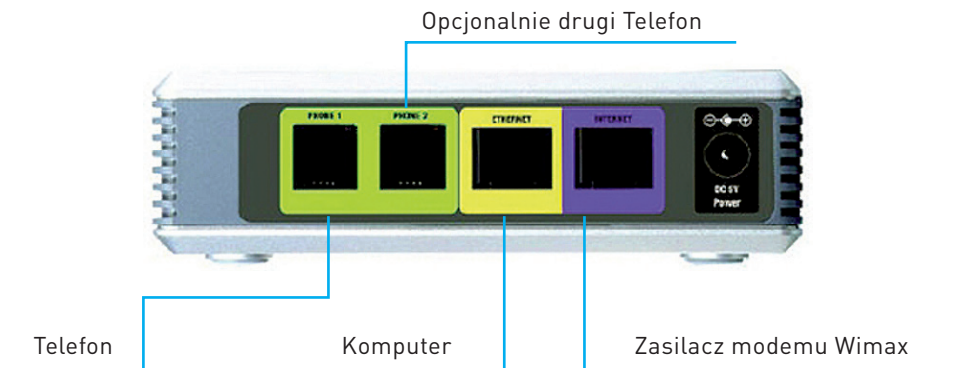 Opcjonalnie drugi Telefon
PHONE 1 PHONE 2 ETHERNET INTERNET
DC 5V
Power
Telefon Komputer Zasilacz modemu Wimax